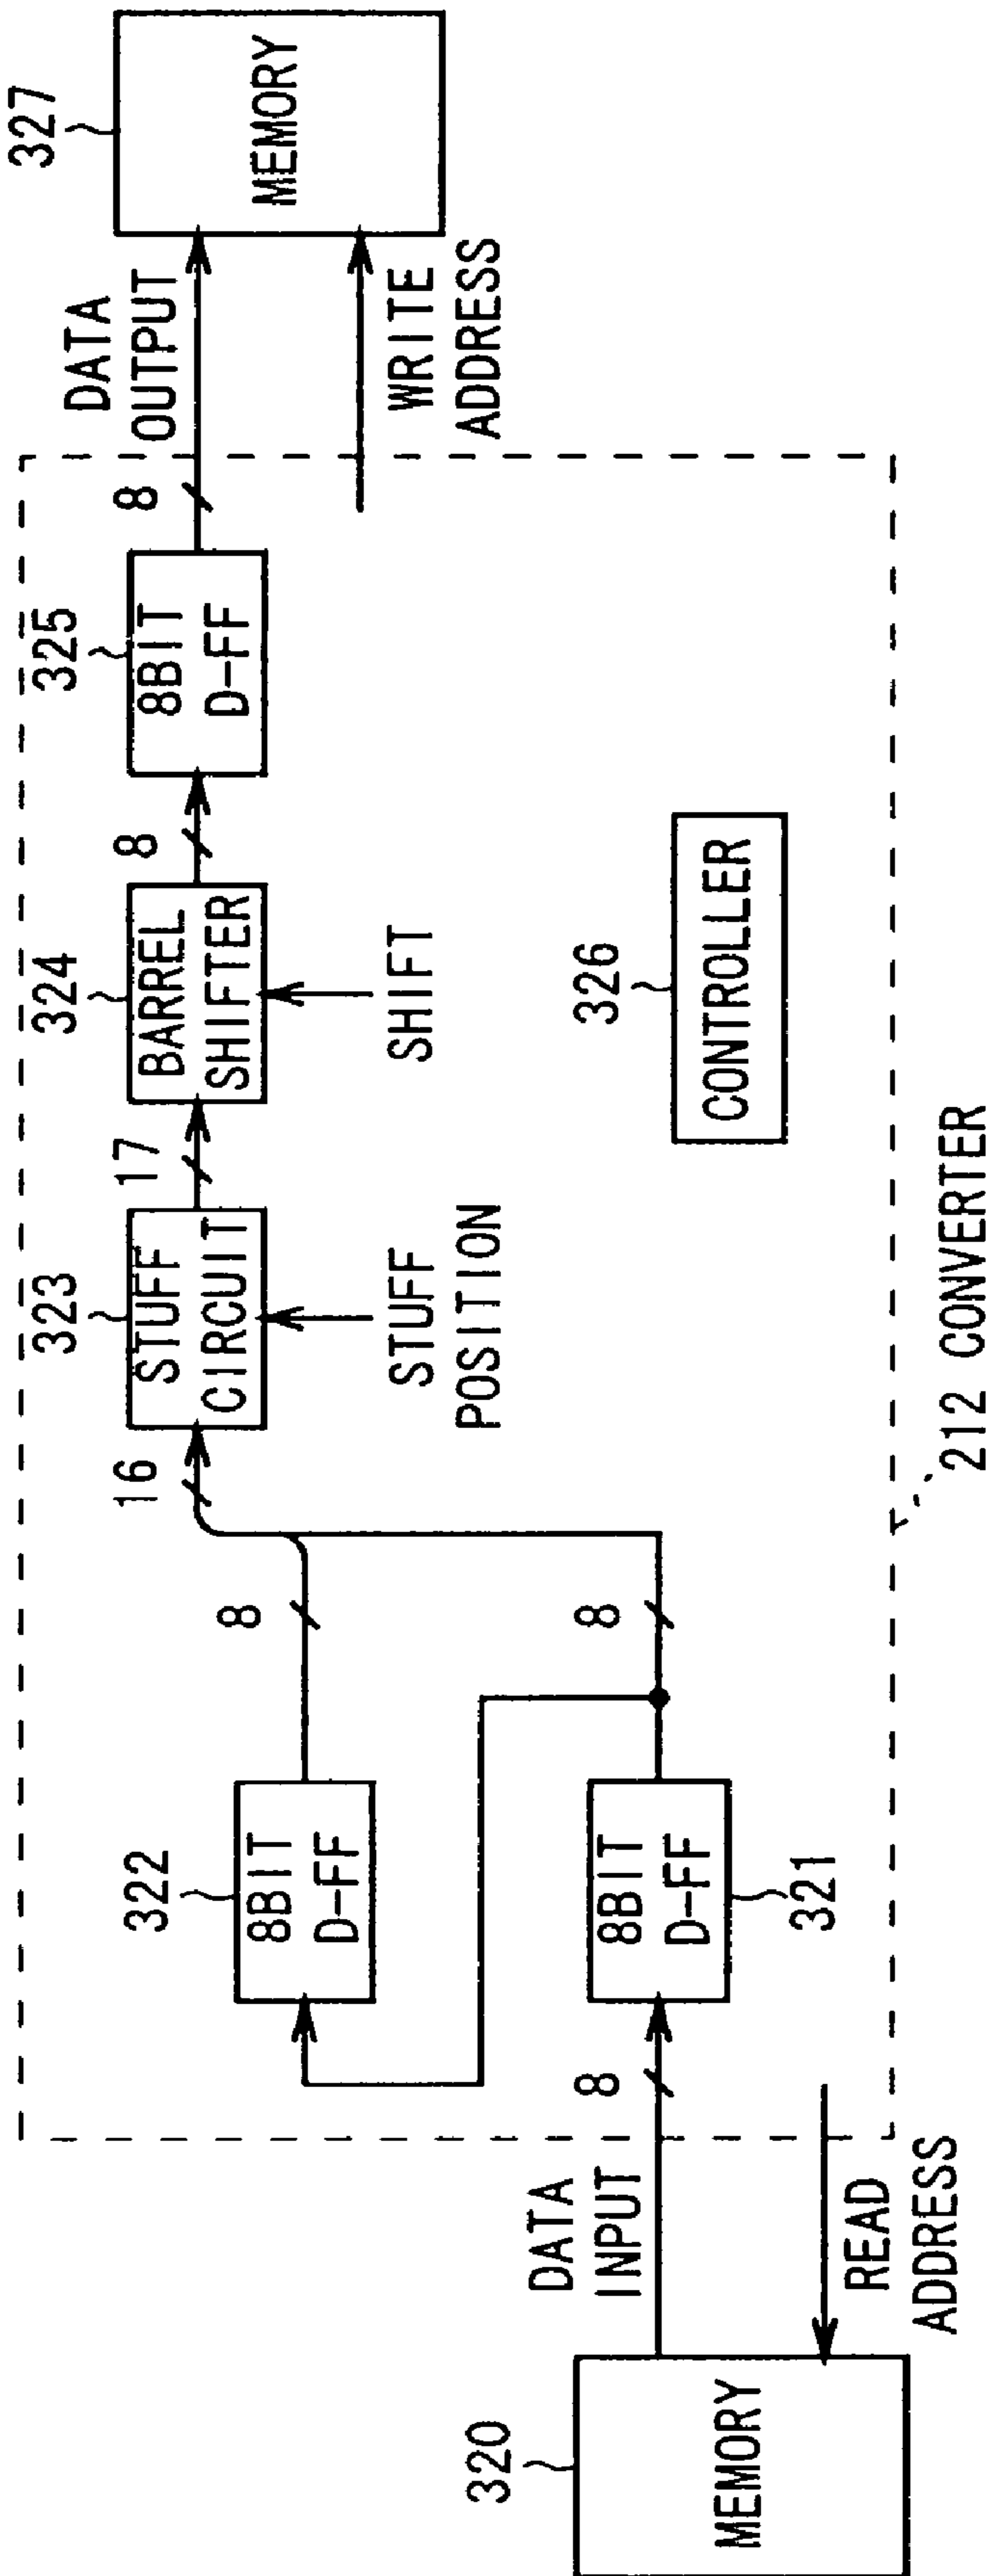 320
MEMORY
DATA
INPUT
READ
ADDRESS
8
322
8BIT
D-FF
8BIT
D-FF
321
8
8
16
323
STUFF
CIRCUIT
STUFF
POSITION
17
324
BARREL
SHIFTER
SHIFT
8
325
8BIT
D-FF
8
326
CONTROLLER
212 CONVERTER
DATA
OUTPUT
WRITE
ADDRESS
327
MEMORY